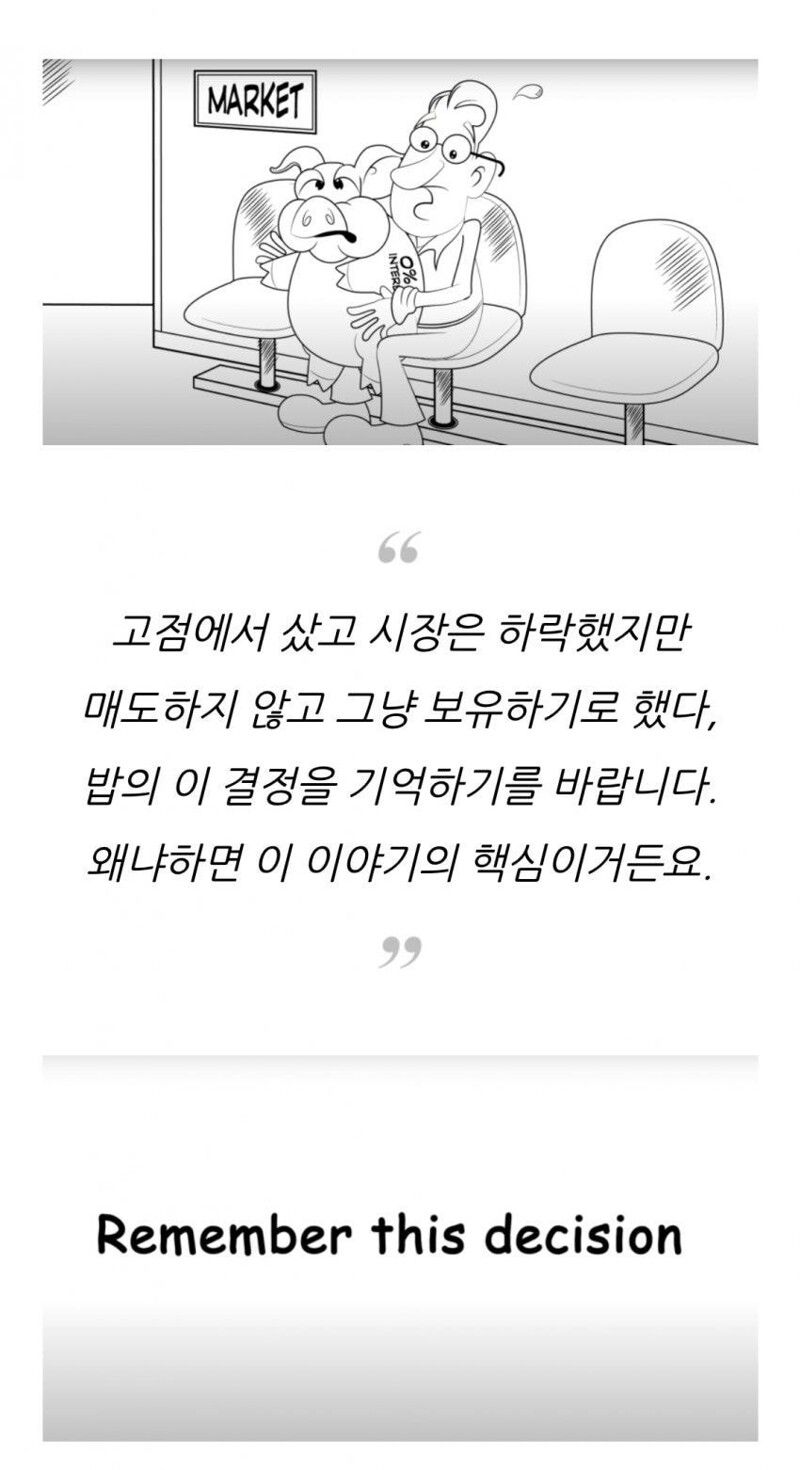 MARKET
0%
“
고점에서 샀고 시장은 하락했지만
매도하지 않고 그냥 보유하기로 했다,
밥의 이 결정을 기억하기를 바랍니다.
왜냐하면 이 이야기의 핵심이거든요.
”
Remember this decision